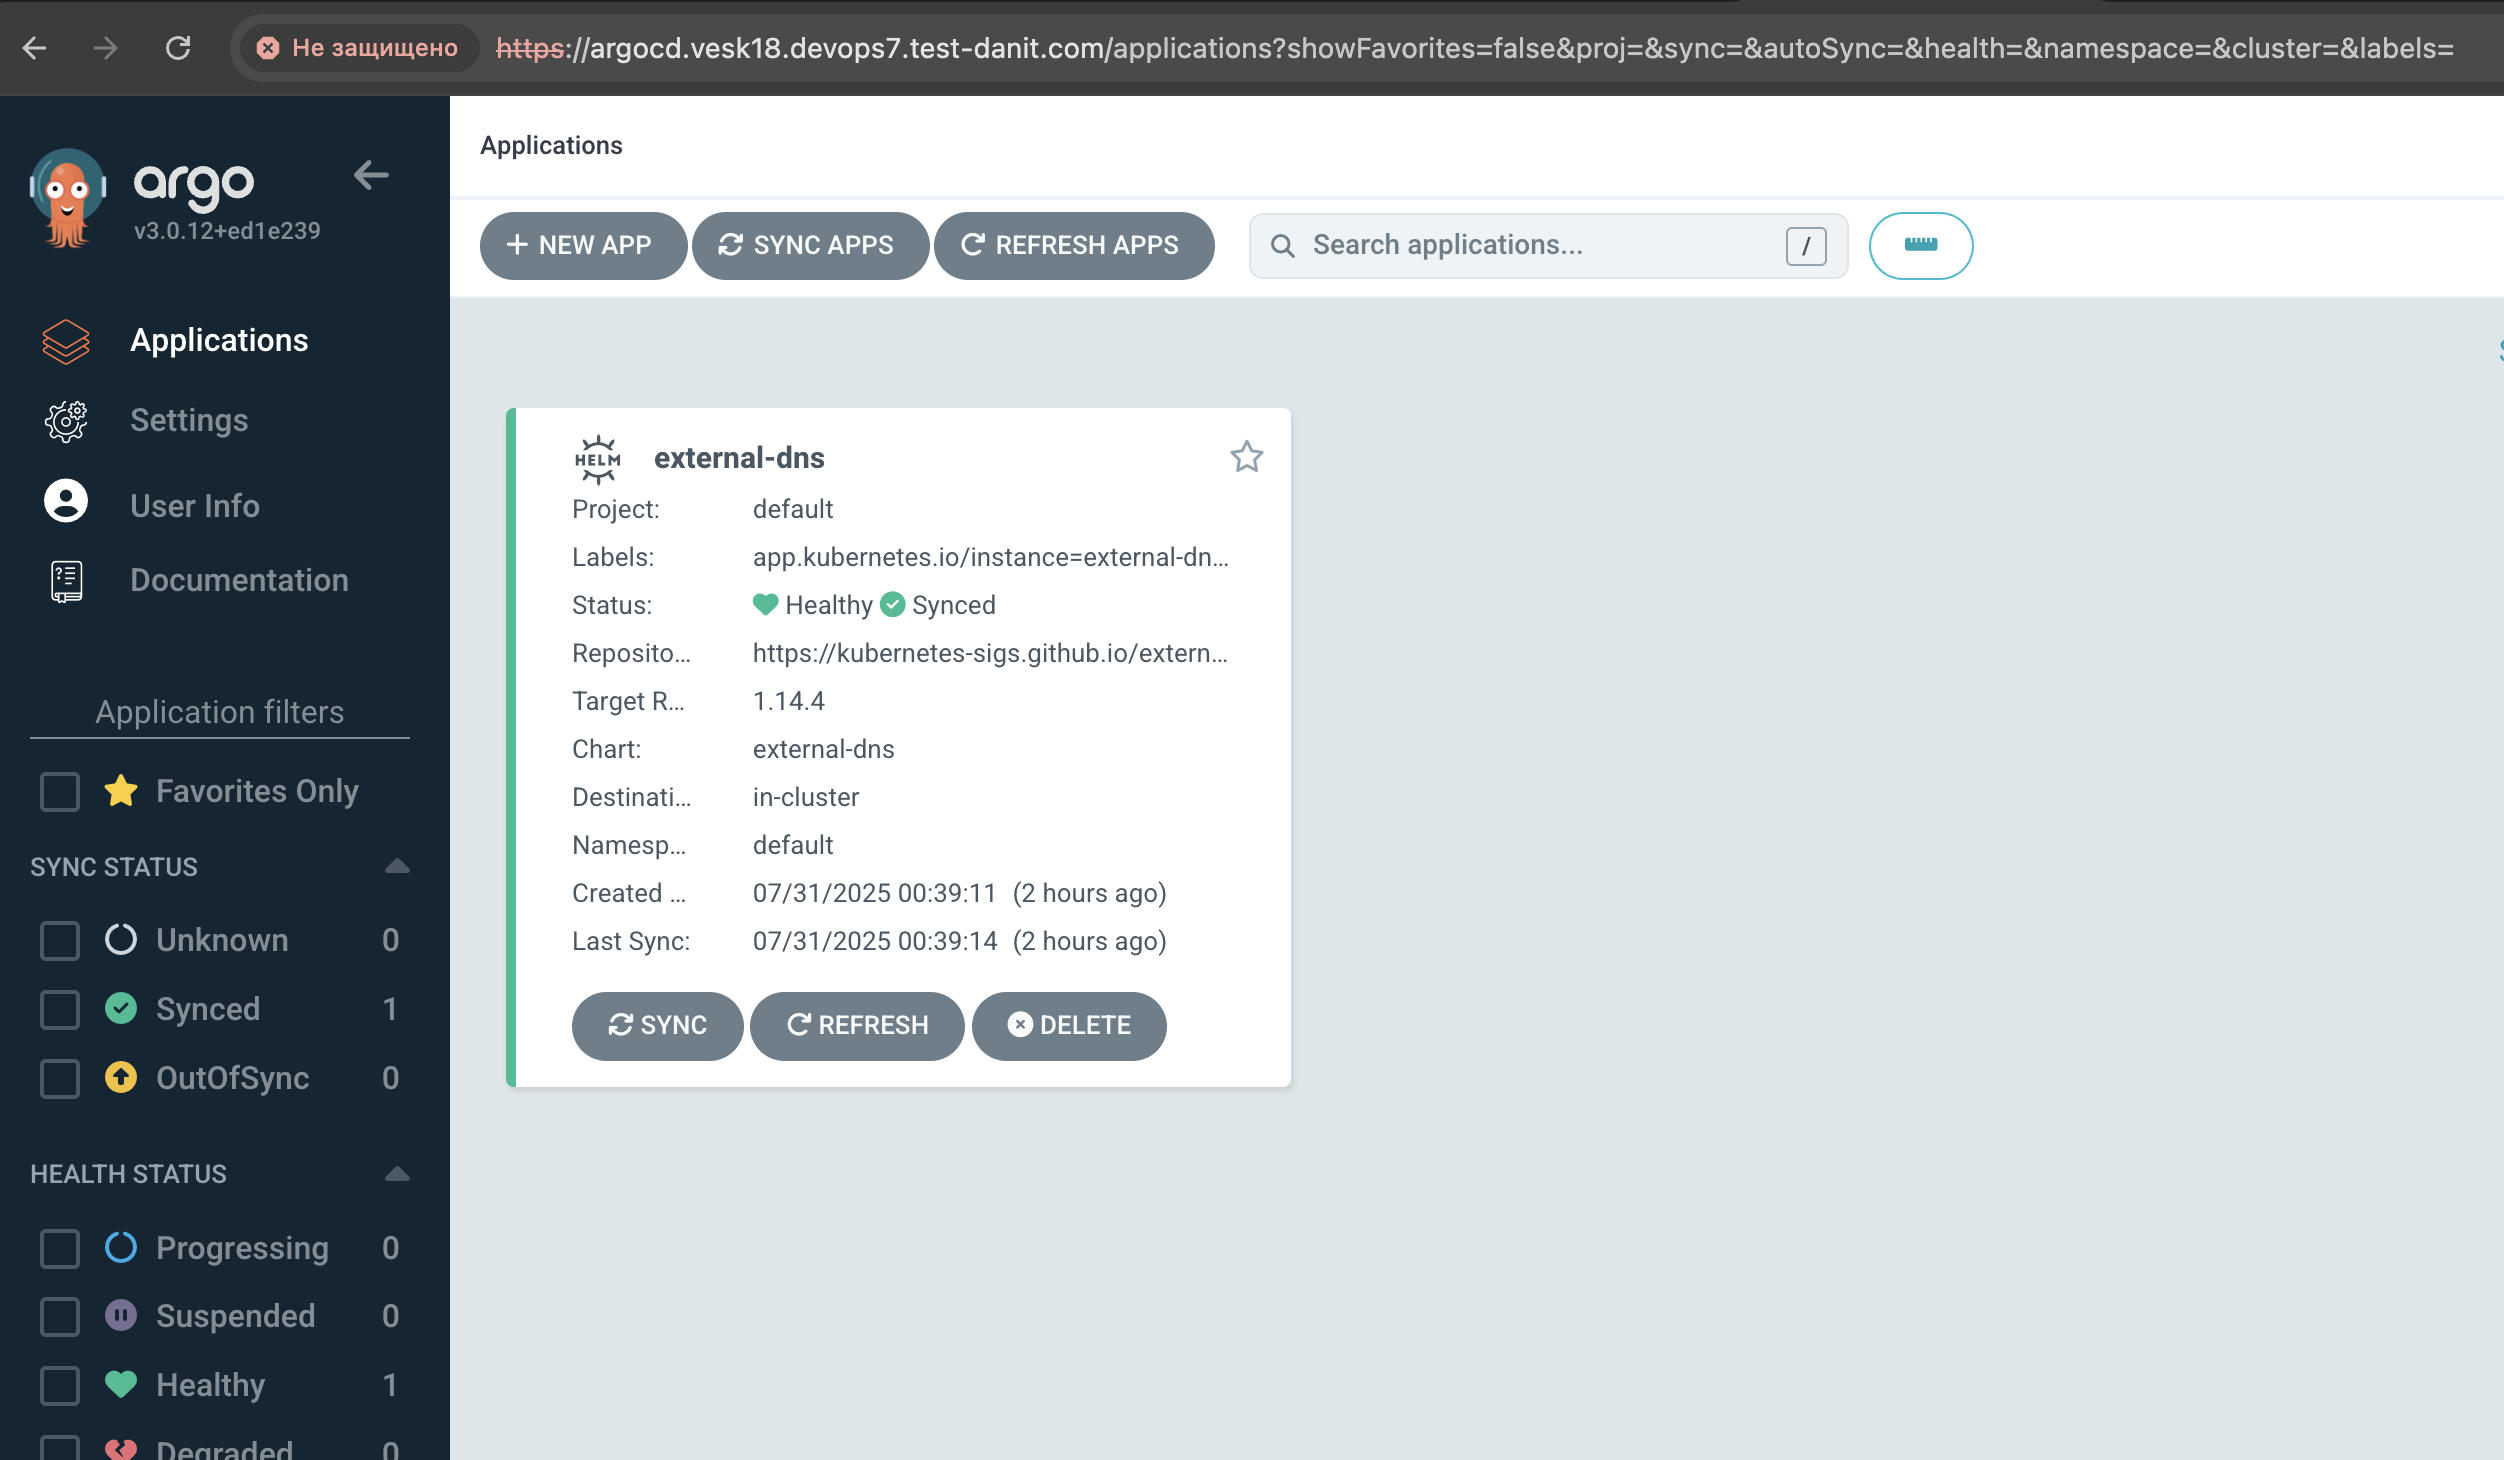 Не защищено https://argocd.vesk18.devops7.test-danit.com/applications?showFavorites=false&proj=&sync=&autoSync=&health=&namespace=&cluster=&labels=
argo
v3.0.12+ed1e239
Applications
Settings
User Info
Documentation
Application filters
Favorites Only
SYNC STATUS
Unknown 0
Synced 1
OutOfSync 0
HEALTH STATUS
Progressing 0
Suspended 0
Healthy 1
Degraded 0
Applications
+ NEW APP SYNC APPS REFRESH APPS Search applications... /
HELM external-dns
Project: default
Labels: app.kubernetes.io/instance=external-dn...
Status: Healthy Synced
Reposito... https://kubernetes-sigs.github.io/extern...
Target R... 1.14.4
Chart: external-dns
Destinati... in-cluster
Namesp... default
Created ... 07/31/2025 00:39:11 (2 hours ago)
Last Sync: 07/31/2025 00:39:14 (2 hours ago)
SYNC REFRESH DELETE